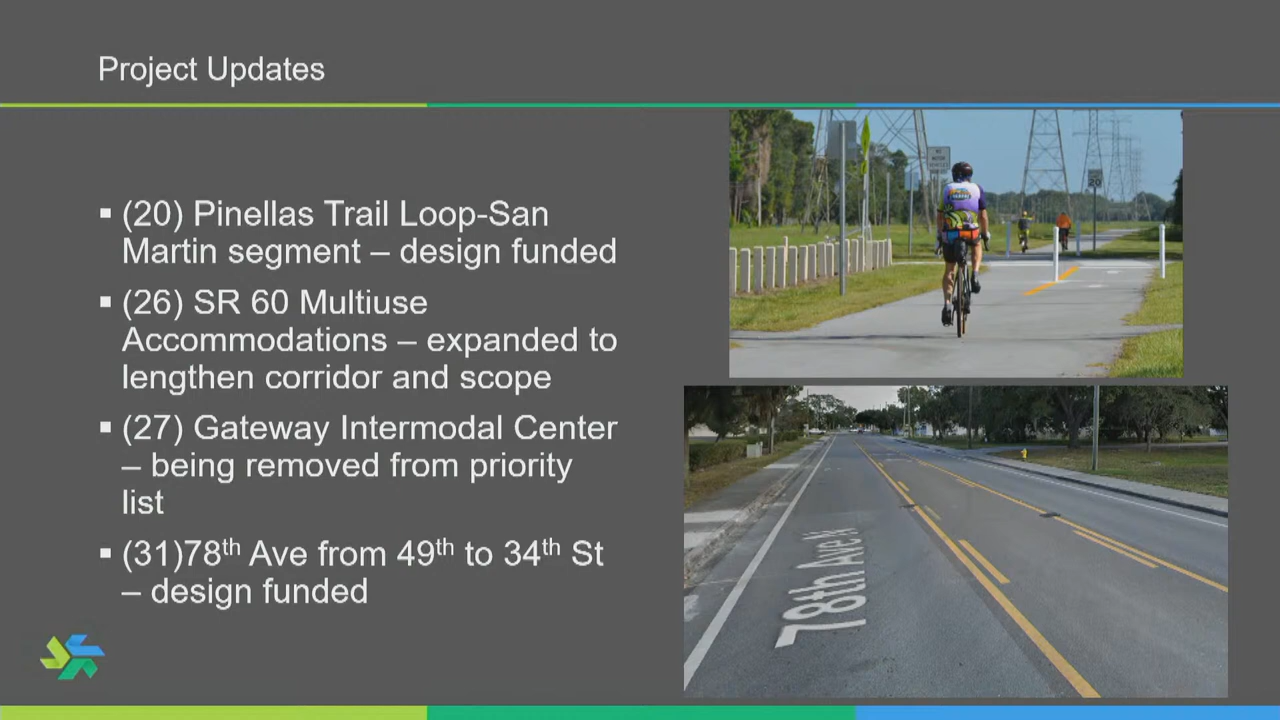 Project Updates
(20) Pinellas Trail Loop-San
Martin segment – design funded
(26) SR 60 Multiuse
Accommodations – expanded to
lengthen corridor and scope
(27) Gateway Intermodal Center
– being removed from priority
list
(31)78th Ave from 49th to 34th St
– design funded
20
78th Ave N